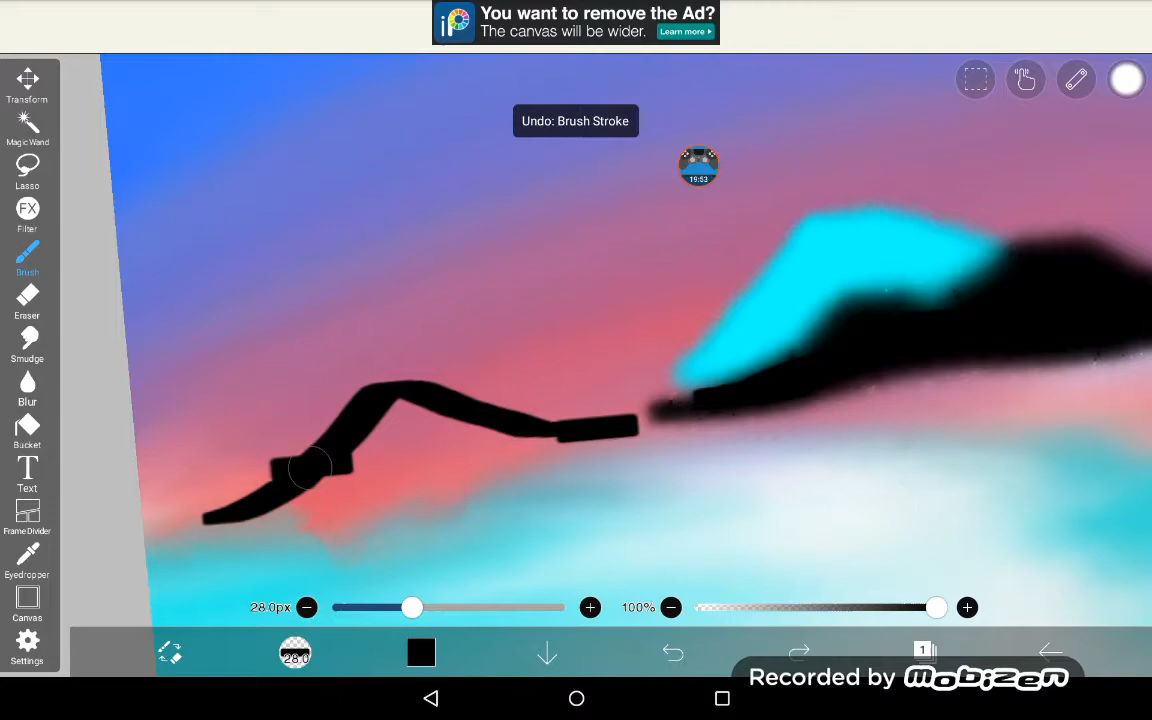 You want to remove the Ad?
The canvas will be wider.
Learn more
Undo: Brush Stroke
19:53
Transform
Magic Wand
Lasso
FX
Filter
Brush
Eraser
Smudge
Blur
Bucket
T
Text
Frame Divider
Eyedropper
Canvas
Settings
28.0px
100%
28.0
1
Recorded by mobizen